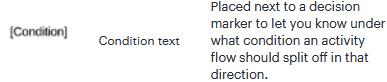 [Condition]
Condition text
Placed next to a decision
marker to let you know under
what condition an activity
flow should split off in that
direction.